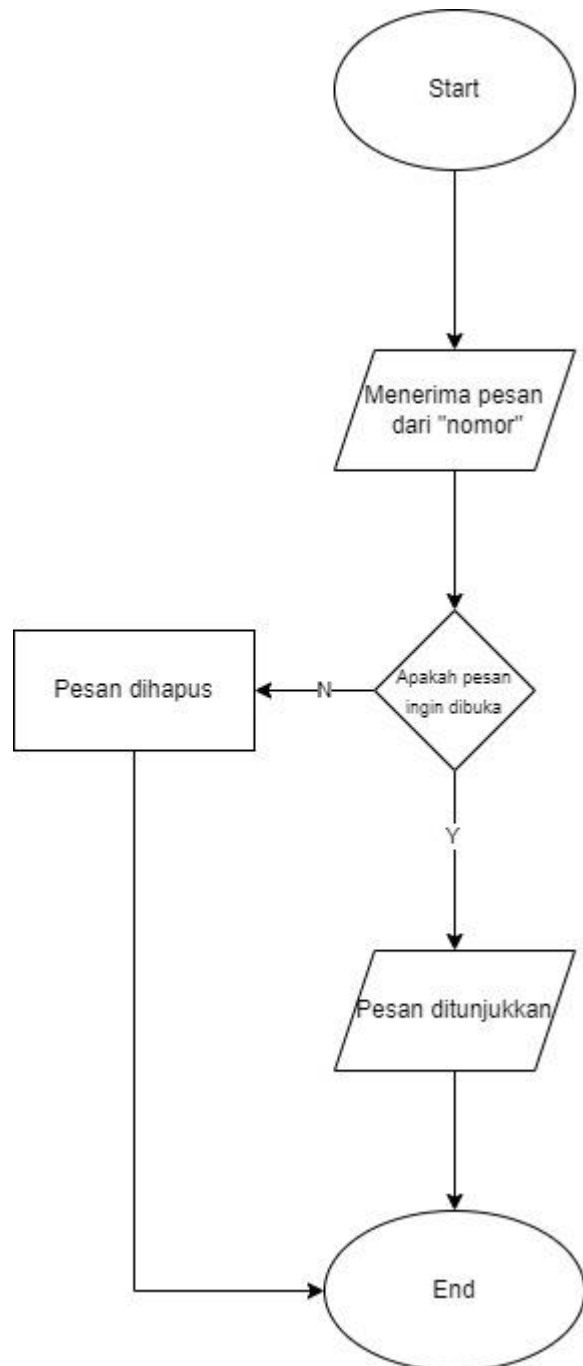 Start
Menerima pesan
dari "nomor"
Apakah pesan
ingin dibuka
N
Pesan dihapus
Y
Pesan ditunjukkan
End